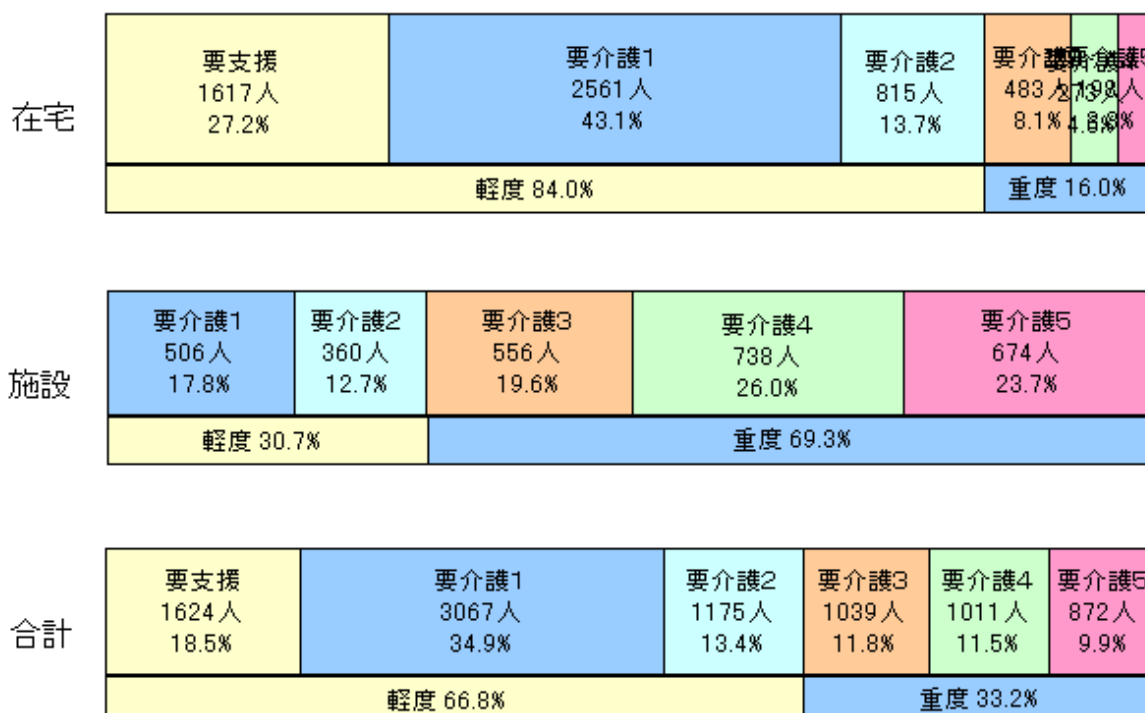 在宅
要支援
1617人
27.2%
要介護1
2561人
43.1%
要介護2
815人
13.7%
483人
8.1%
273人
4.6%
軽度 84.0%
重度 16.0%
施設
要介護1
506人
17.8%
要介護2
360人
12.7%
要介護3
556人
19.6%
要介護4
738人
26.0%
要介護5
674人
23.7%
軽度 30.7%
重度 69.3%
合計
要支援
1624人
18.5%
要介護1
3067人
34.9%
要介護2
1175人
13.4%
要介護3
1039人
11.8%
要介護4
1011人
11.5%
要介護5
872人
9.9%
軽度 66.8%
重度 33.2%